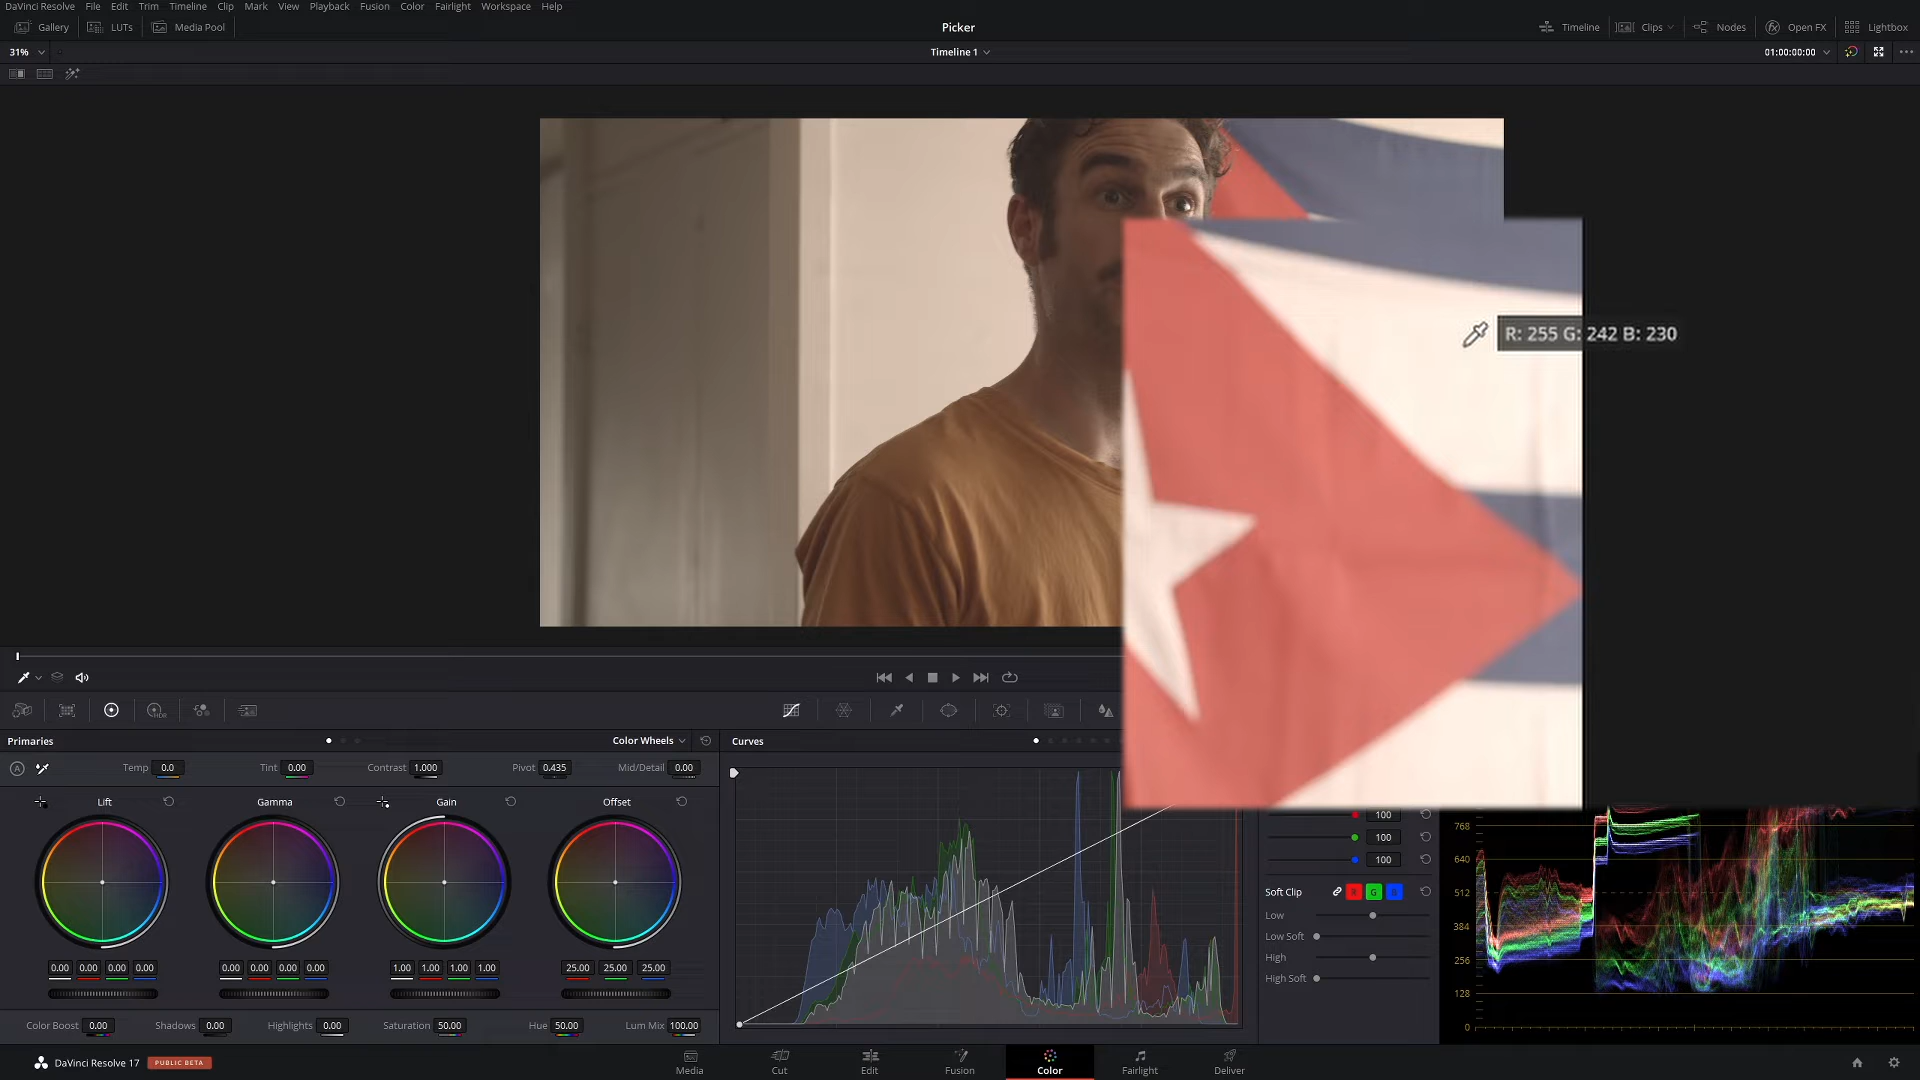 DaVinci Resolve File Edit Trim Timeline Clip Mark View Playback Fusion Color Fairlight Workspace Help
Gallery LUTs Media Pool Picker Timeline Clips Nodes Open FX Lightbox
31% Timeline 1 01:00:00:00
R: 255 G: 242 B: 230
Primaries Color Wheels Curves
A Temp 0.0 Tint 0.00 Contrast 1.000 Pivot 0.435 Mid/Detail 0.00
Lift Gamma Gain Offset
100
768
100
640
100
Soft Clip R G B
512
Low
384
Low Soft
High
256
0.00 0.00 0.00 0.00 0.00 0.00 0.00 0.00 1.00 1.00 1.00 1.00 25.00 25.00 25.00
High Soft
128
Color Boost 0.00 Shadows 0.00 Highlights 0.00 Saturation 50.00 Hue 50.00 Lum Mix 100.00
0
DaVinci Resolve 17 PUBLIC BETA
Media Cut Edit Fusion Color Fairlight Deliver